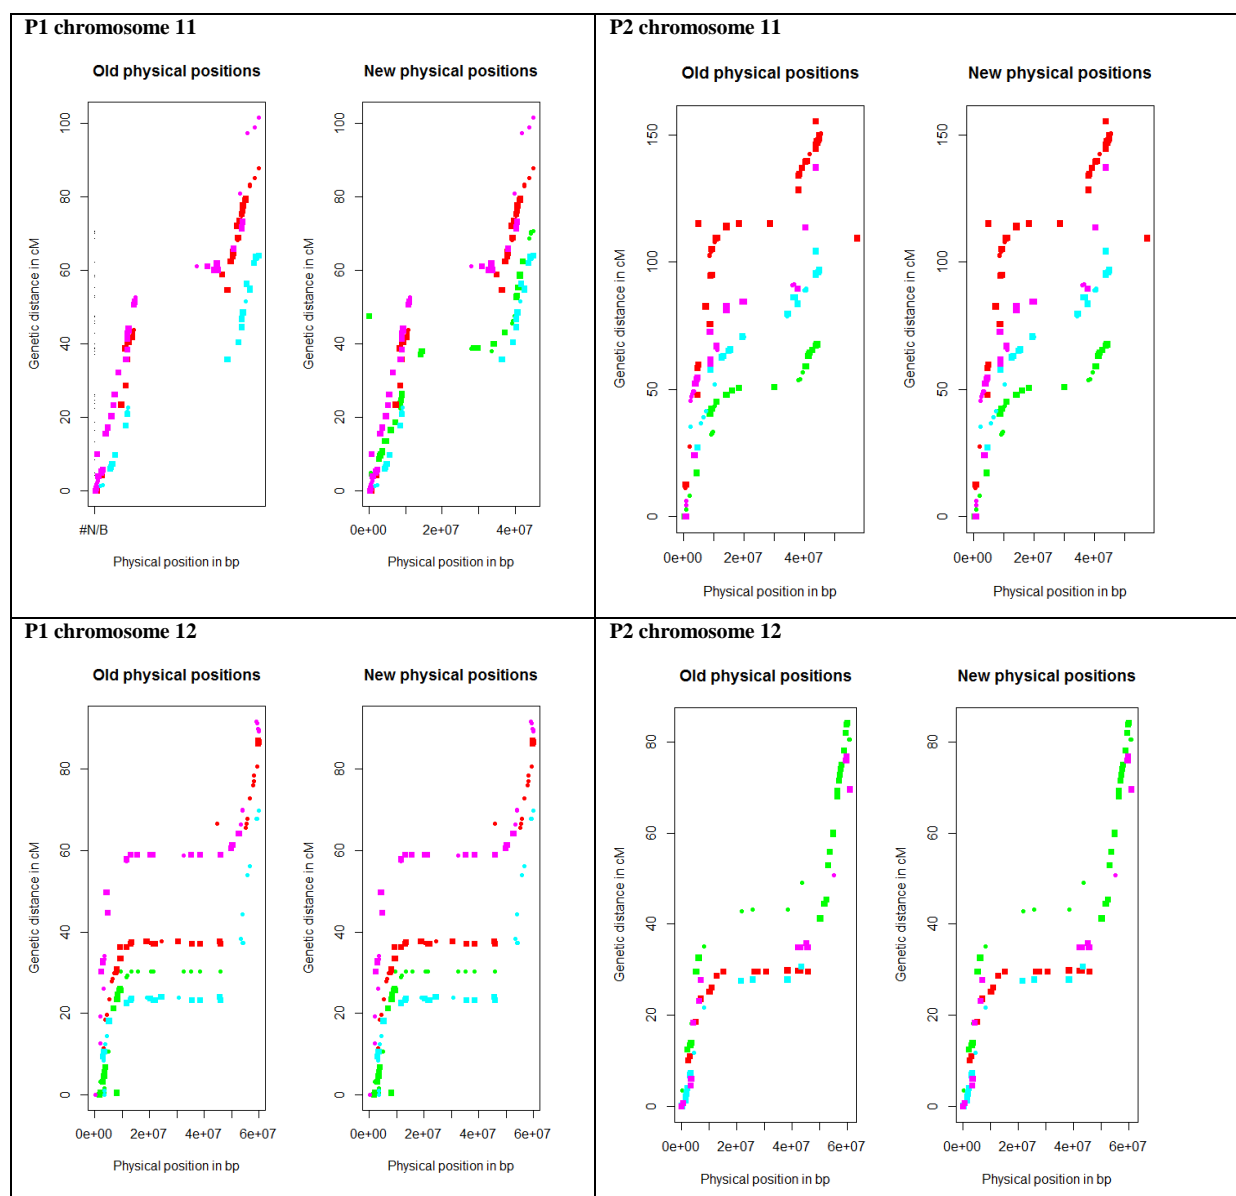 P1 chromosome 11
Old physical positions
New physical positions
Genetic distance in cM
0 20 40 60 80 100
#N/B
Physical position in bp
Genetic distance in cM
0 20 40 60 80 100
0e+00 2e+07 4e+07
Physical position in bp
P2 chromosome 11
Old physical positions
New physical positions
Genetic distance in cM
0 50 100 150
0e+00 2e+07 4e+07
Physical position in bp
Genetic distance in cM
0 50 100 150
0e+00 2e+07 4e+07
Physical position in bp
P1 chromosome 12
Old physical positions
New physical positions
Genetic distance in cM
0 20 40 60 80
0e+00 2e+07 4e+07 6e+07
Physical position in bp
Genetic distance in cM
0 20 40 60 80
0e+00 2e+07 4e+07 6e+07
Physical position in bp
P2 chromosome 12
Old physical positions
New physical positions
Genetic distance in cM
0 20 40 60 80
0e+00 2e+07 4e+07 6e+07
Physical position in bp
Genetic distance in cM
0 20 40 60 80
0e+00 2e+07 4e+07 6e+07
Physical position in bp